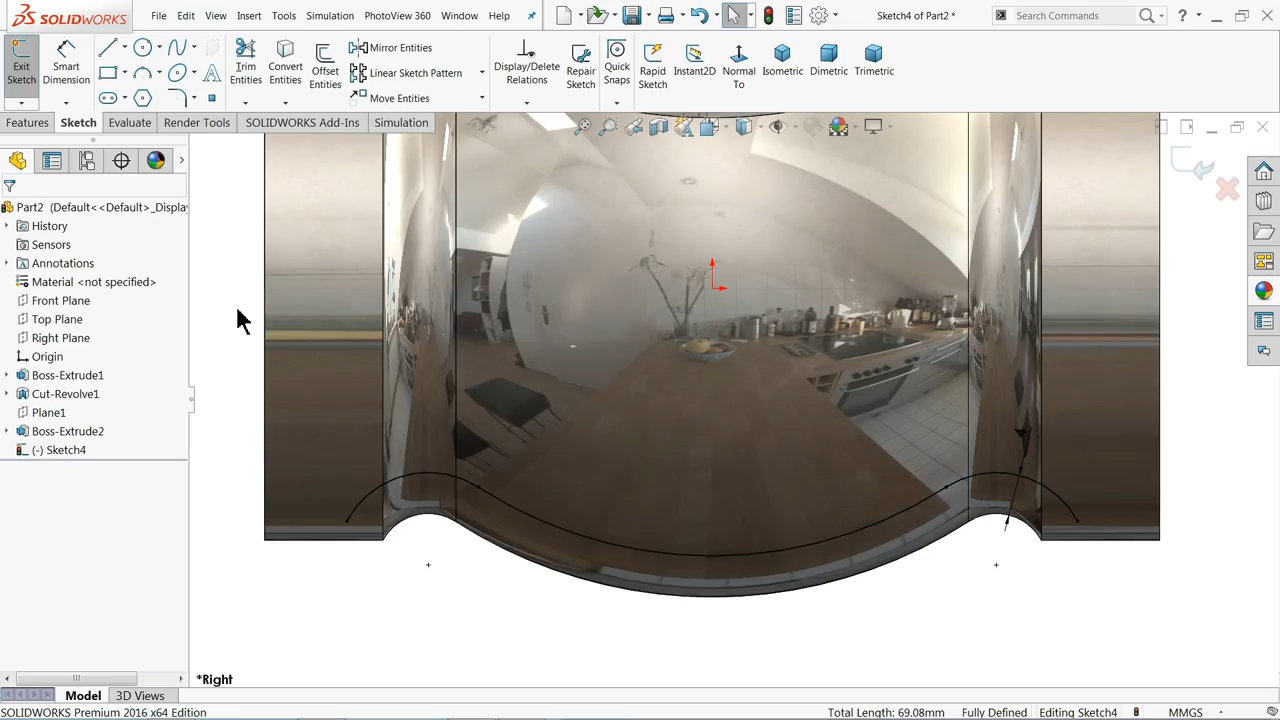 SOLIDWORKS
File Edit View Insert Tools Simulation PhotoView 360 Window Help
Sketch4 of Part2 *
Search Commands
Exit Sketch
Smart Dimension
Trim Entities
Convert Entities
Offset Entities
Mirror Entities
Linear Sketch Pattern
Move Entities
Display/Delete Relations
Repair Sketch
Quick Snaps
Rapid Sketch
Instant2D
Normal To
Isometric
Dimetric
Trimetric
Features Sketch Evaluate Render Tools SOLIDWORKS Add-Ins Simulation
Part2 (Default<<Default>_Display
History
Sensors
Annotations
Material <not specified>
Front Plane
Top Plane
Right Plane
Origin
Boss-Extrude1
Cut-Revolve1
Plane1
Boss-Extrude2
(-) Sketch4
*Right
Model 3D Views
SOLIDWORKS Premium 2016 x64 Edition
Total Length: 69.08mm Fully Defined Editing Sketch4 MMGS